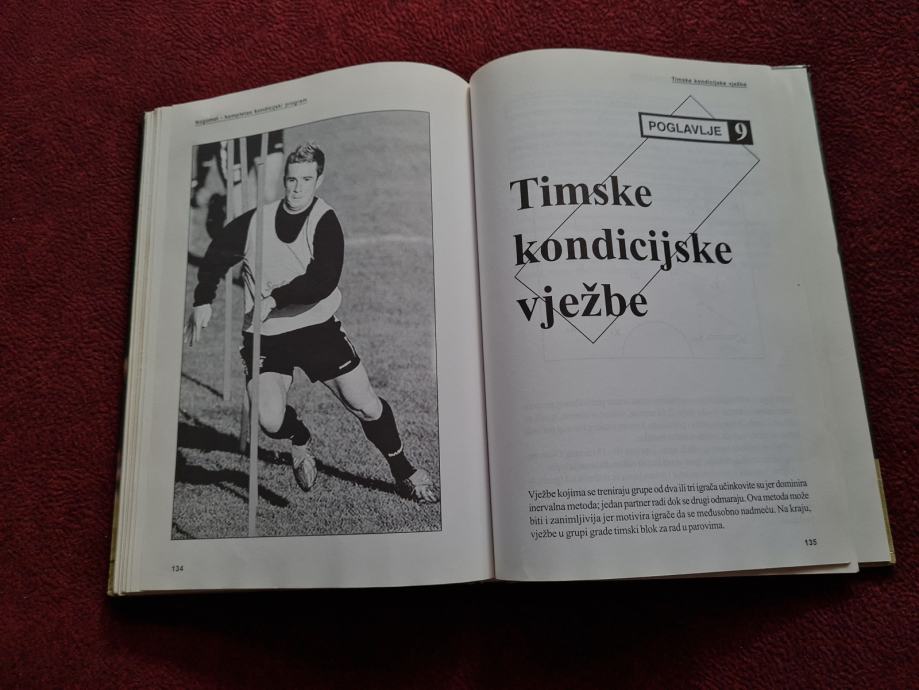 Nogomet - kompletan kondicijski program
134
Timske kondicijske vježbe
POGLAVLJE 9
Timske
kondicijske
vježbe
Vježbe kojima se treniraju grupe od dva ili tri igrača učinkovite su jer dominira
inervalna metoda; jedan partner radi dok se drugi odmaraju. Ova metoda može
biti i zanimljivija jer motivira igrače da se međusobno nadmeću. Na kraju,
vježbe u grupi grade timski blok za rad u parovima.
135